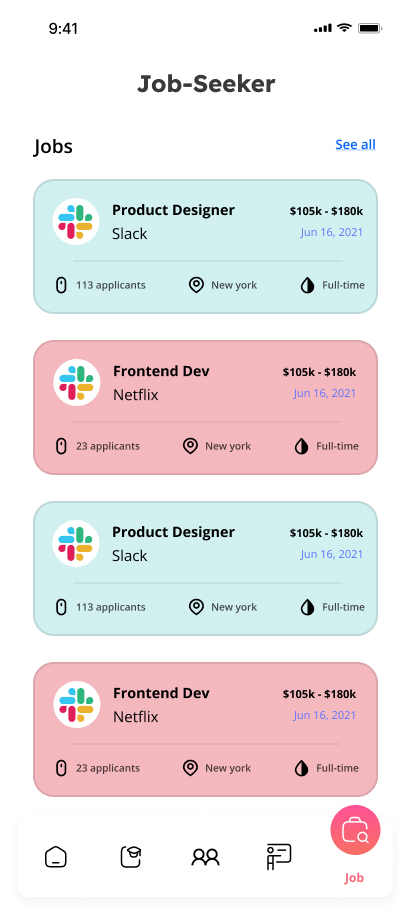 9:41
Job-Seeker
Jobs See all
Product Designer $105k - $180k
Slack Jun 16, 2021
113 applicants New york Full-time
Frontend Dev $105k - $180k
Netflix Jun 16, 2021
23 applicants New york Full-time
Product Designer $105k - $180k
Slack Jun 16, 2021
113 applicants New york Full-time
Frontend Dev $105k - $180k
Netflix Jun 16, 2021
23 applicants New york Full-time
Job